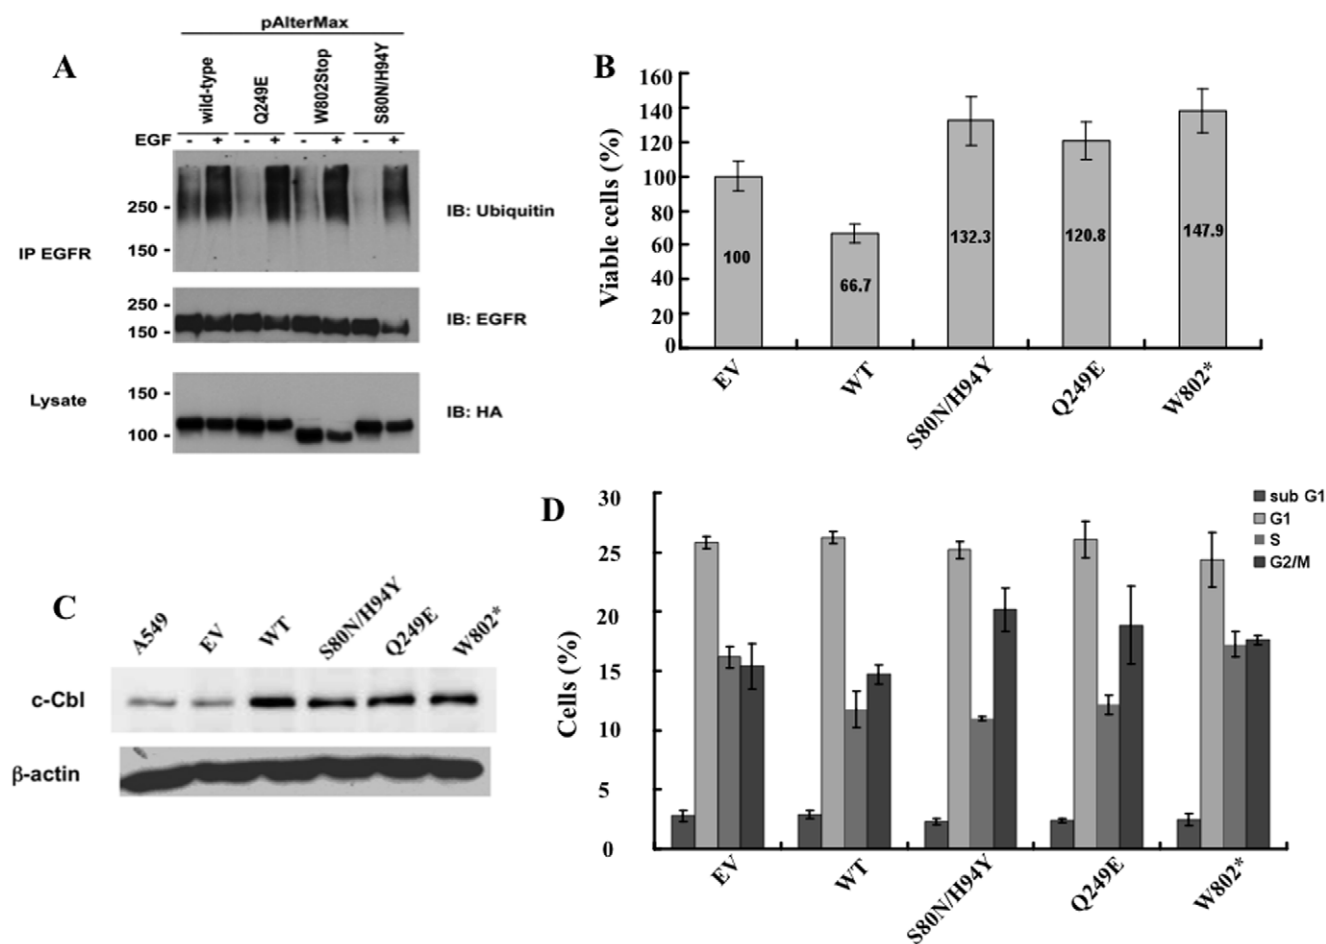 pAlterMax
A
wild-type
Q249E
W802Stop
S80N/H94Y
EGF - + - + - + - +
250 -
150 -
IB: Ubiquitin
IP EGFR
250 -
150 -
IB: EGFR
Lysate
150 -
100 -
IB: HA
B
Viable cells (%)
160
140
120
100
80
60
40
20
0
100
66.7
132.3
120.8
147.9
EV
WT
S80N/H94Y
Q249E
W802*
C
A549
EV
WT
S80N/H94Y
Q249E
W802*
c-Cbl
β-actin
D
Cells (%)
30
25
20
15
10
5
0
sub G1
G1
S
G2/M
EV
WT
S80N/H94Y
Q249E
W802*